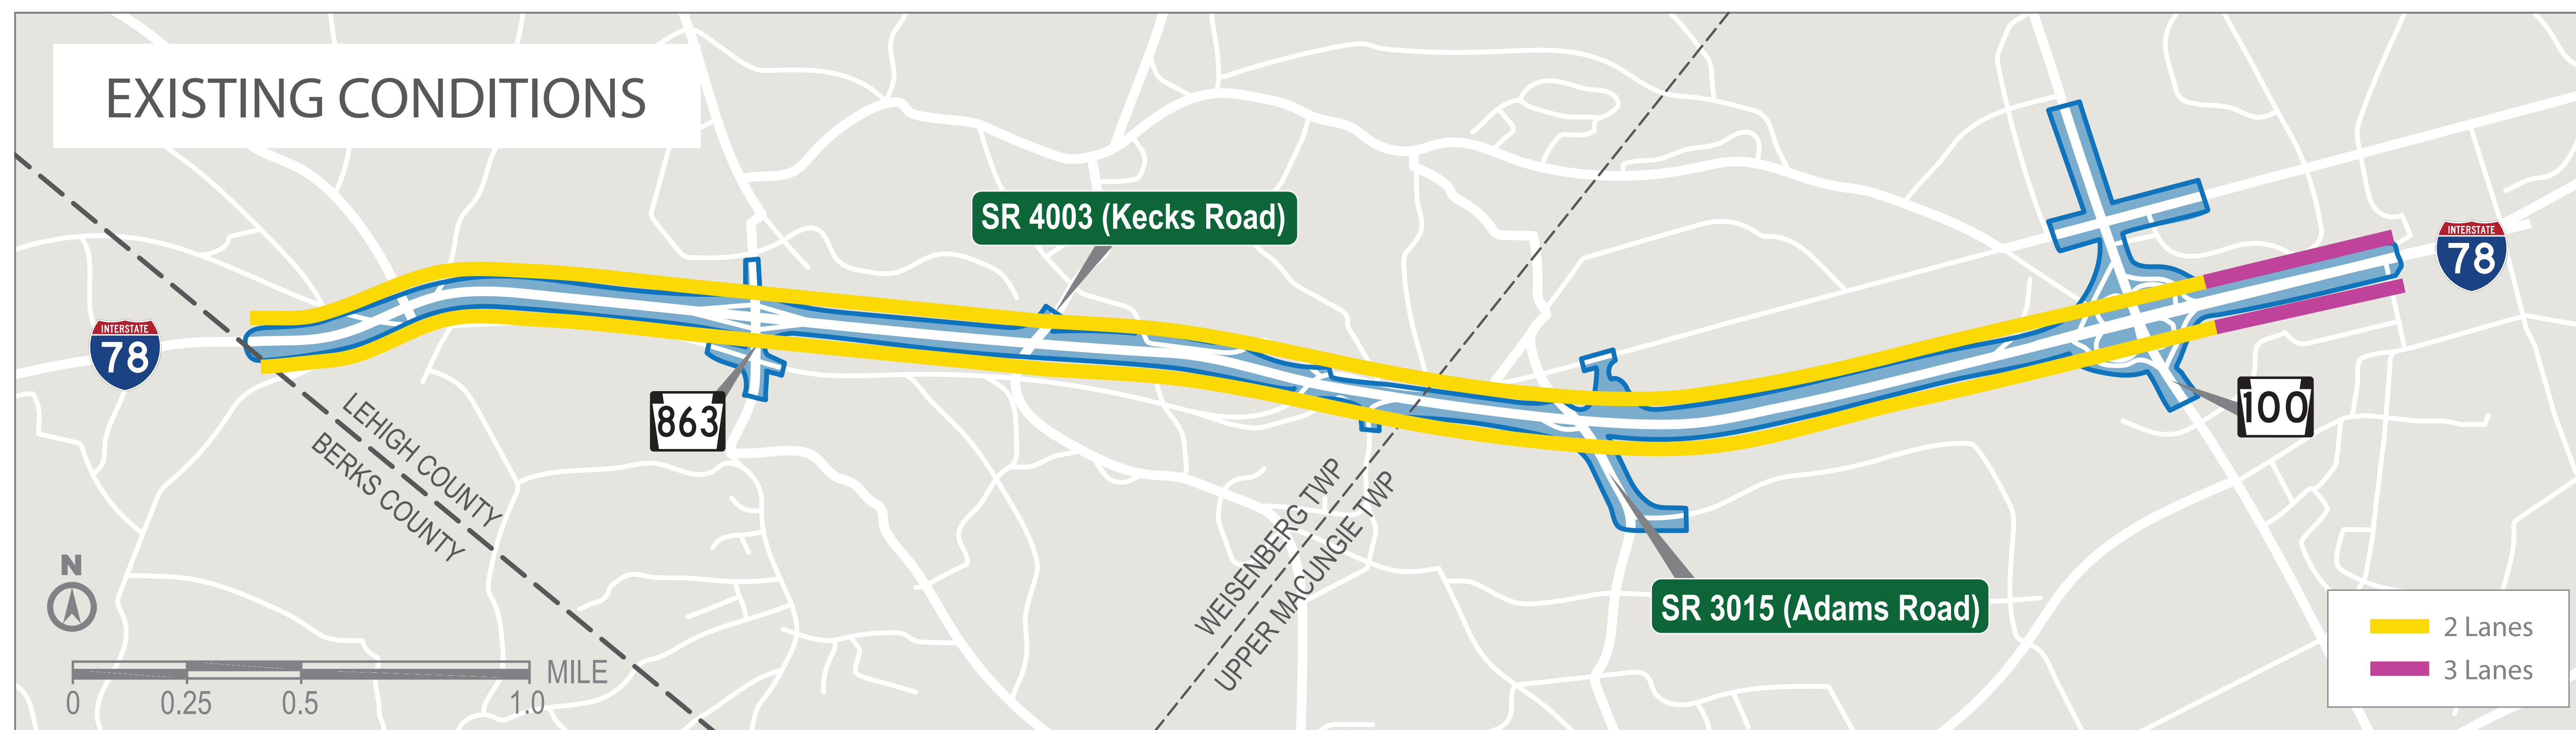 EXISTING CONDITIONS
SR 4003 (Kecks Road)
INTERSTATE
78
INTERSTATE
78
863
100
LEHIGH COUNTY
BERKS COUNTY
WEISENBERG TWP
UPPER MACUNGIE TWP
SR 3015 (Adams Road)
N
MILE
0 0.25 0.5 1.0
2 Lanes
3 Lanes